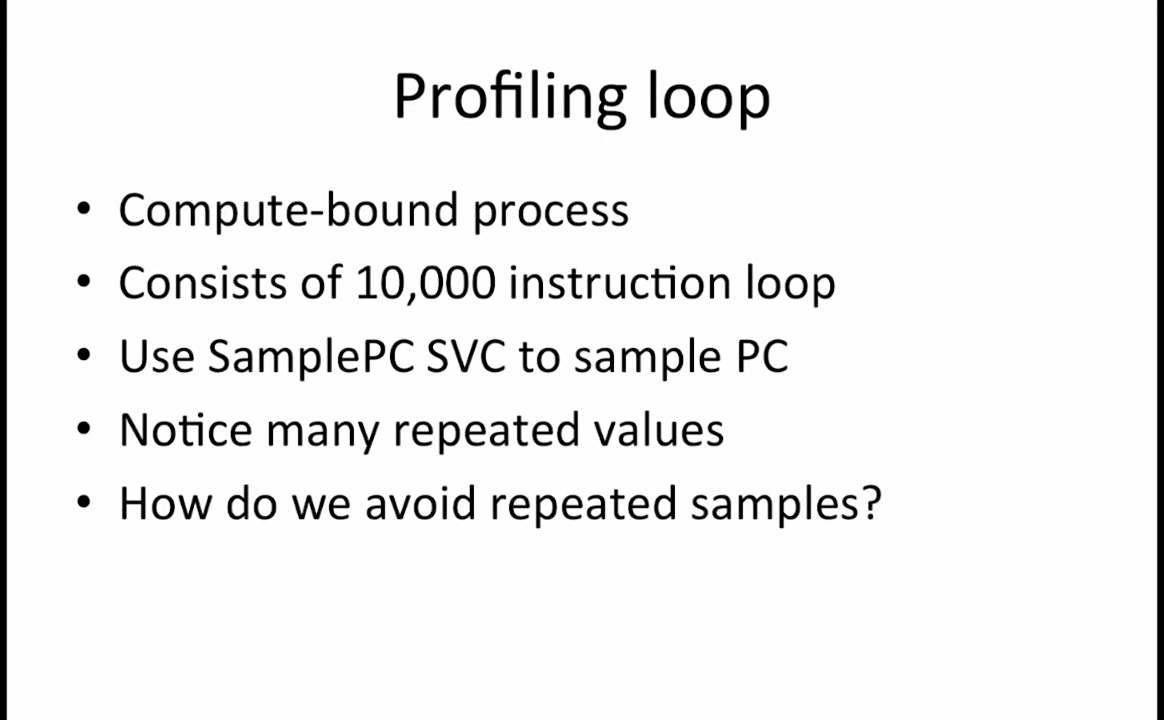 Profiling loop
• Compute-bound process
• Consists of 10,000 instruction loop
• Use SamplePC SVC to sample PC
• Notice many repeated values
• How do we avoid repeated samples?